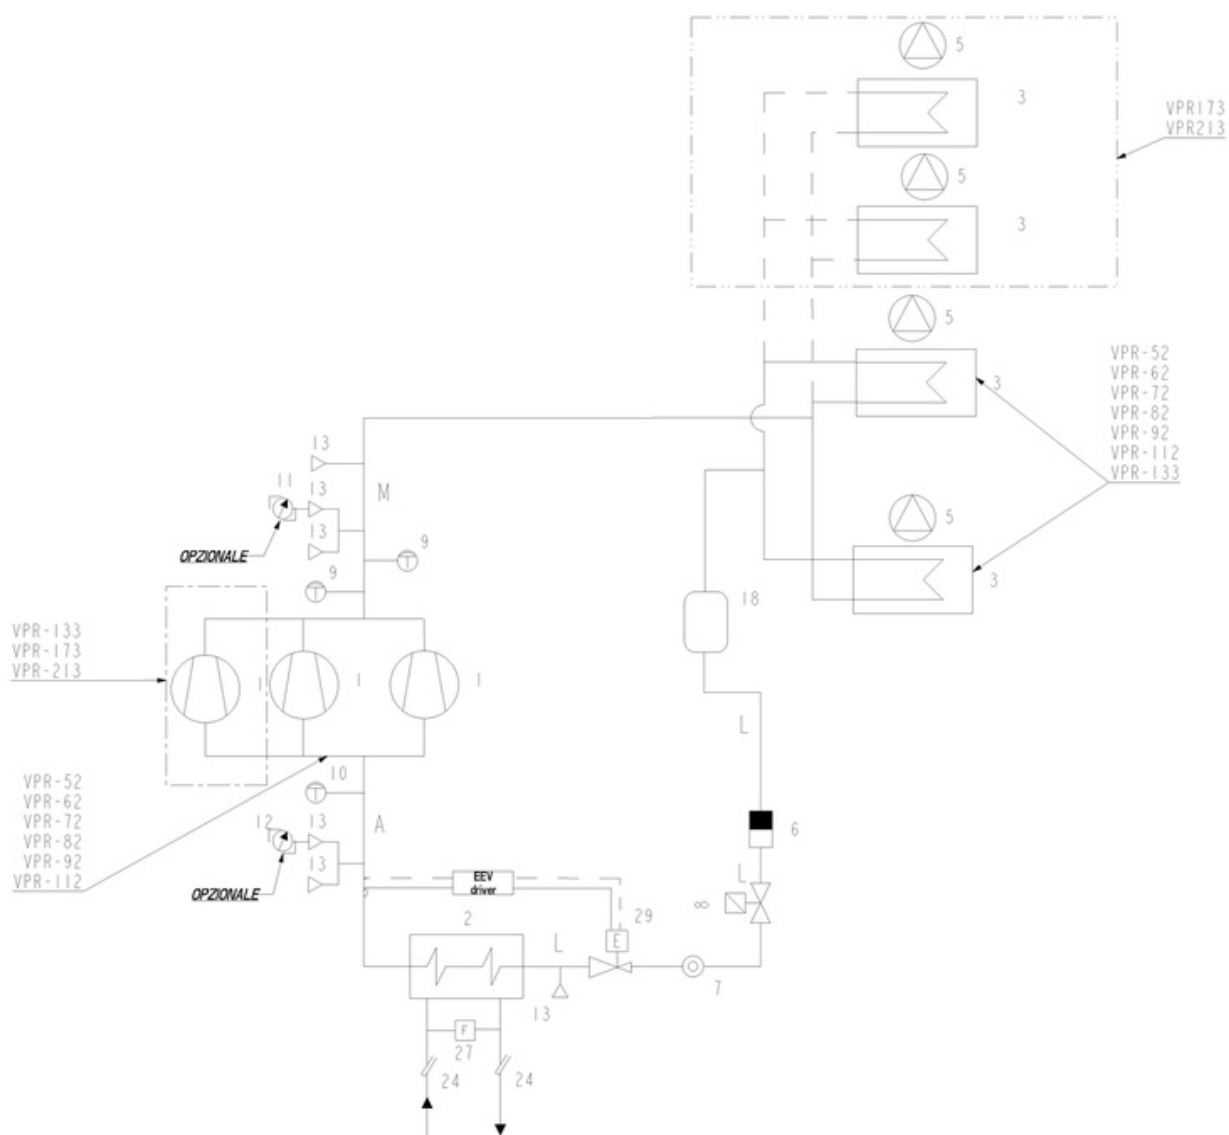 5
3
VPR173
VPR213
5
3
5
VPR-52
VPR-62
VPR-72
VPR-82
VPR-92
VPR-112
VPR-133
3
13
11
13
M
13
OPZIONALE
9
9
5
3
18
VPR-133
VPR-173
VPR-213
1
1
1
L
10
VPR-52
VPR-62
VPR-72
VPR-82
VPR-92
VPR-112
A
12
13
13
OPZIONALE
6
L
EEV
driver
∞
29
2
E
L
7
13
F
27
24
24